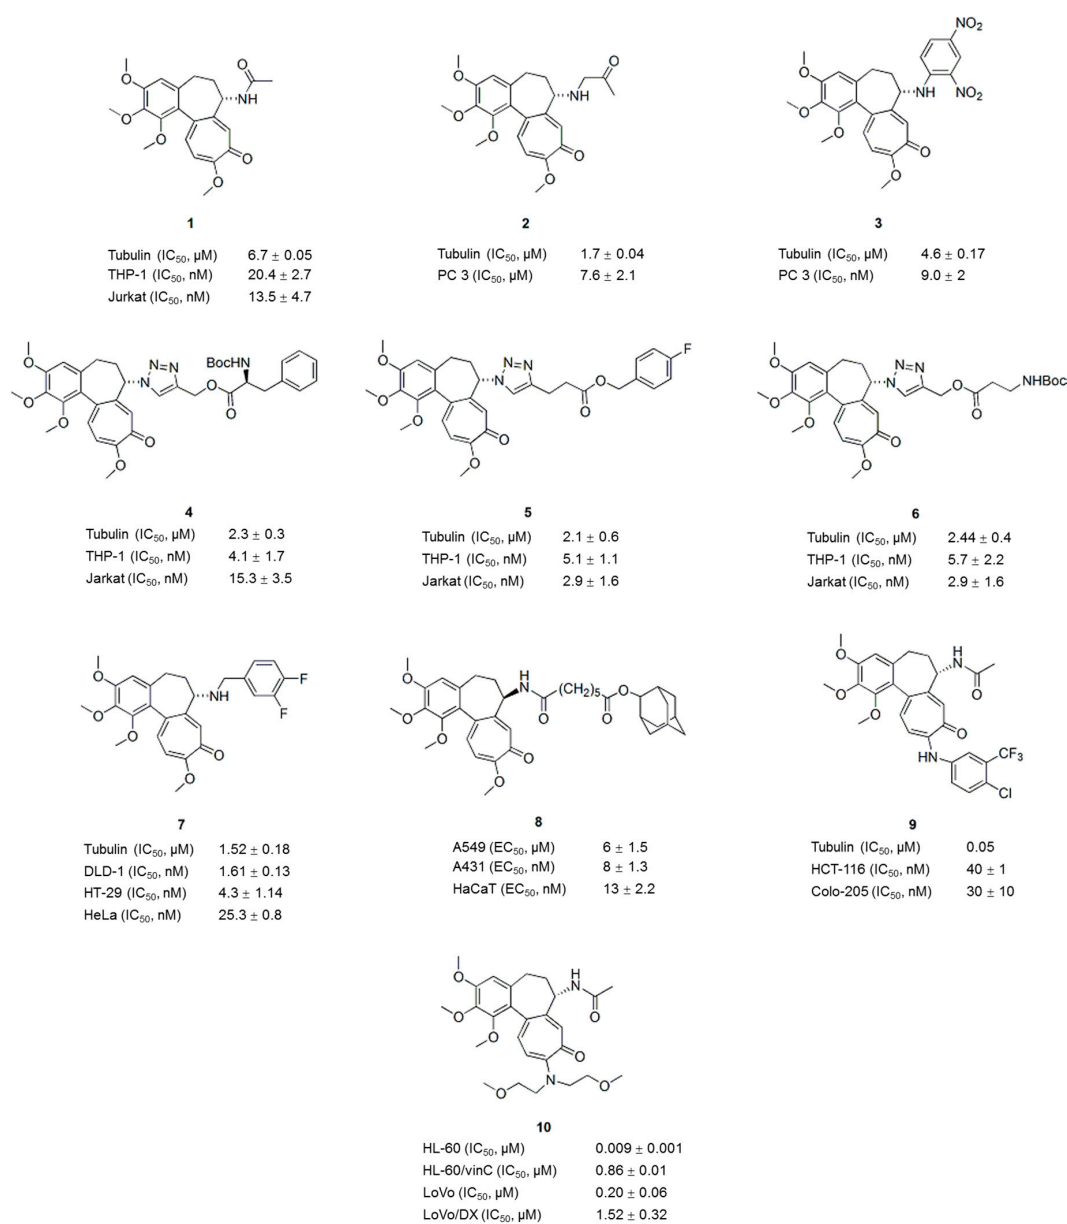 1
Tubulin (IC50, μM) 6.7 ± 0.05
THP-1 (IC50, nM) 20.4 ± 2.7
Jurkat (IC50, nM) 13.5 ± 4.7
2
Tubulin (IC50, μM) 1.7 ± 0.04
PC 3 (IC50, μM) 7.6 ± 2.1
NO2
NO2
3
Tubulin (IC50, μM) 4.6 ± 0.17
PC 3 (IC50, nM) 9.0 ± 2
BocHN
4
Tubulin (IC50, μM) 2.3 ± 0.3
THP-1 (IC50, nM) 4.1 ± 1.7
Jarkat (IC50, nM) 15.3 ± 3.5
F
5
Tubulin (IC50, μM) 2.1 ± 0.6
THP-1 (IC50, nM) 5.1 ± 1.1
Jarkat (IC50, nM) 2.9 ± 1.6
NHBoc
6
Tubulin (IC50, μM) 2.44 ± 0.4
THP-1 (IC50, nM) 5.7 ± 2.2
Jarkat (IC50, nM) 2.9 ± 1.6
F
F
7
Tubulin (IC50, μM) 1.52 ± 0.18
DLD-1 (IC50, nM) 1.61 ± 0.13
HT-29 (IC50, nM) 4.3 ± 1.14
HeLa (IC50, nM) 25.3 ± 0.8
(CH2)5
8
A549 (EC50, μM) 6 ± 1.5
A431 (EC50, nM) 8 ± 1.3
HaCaT (EC50, nM) 13 ± 2.2
CF3
Cl
9
Tubulin (IC50, μM) 0.05
HCT-116 (IC50, nM) 40 ± 1
Colo-205 (IC50, nM) 30 ± 10
10
HL-60 (IC50, μM) 0.009 ± 0.001
HL-60/vinC (IC50, μM) 0.86 ± 0.01
LoVo (IC50, μM) 0.20 ± 0.06
LoVo/DX (IC50, μM) 1.52 ± 0.32